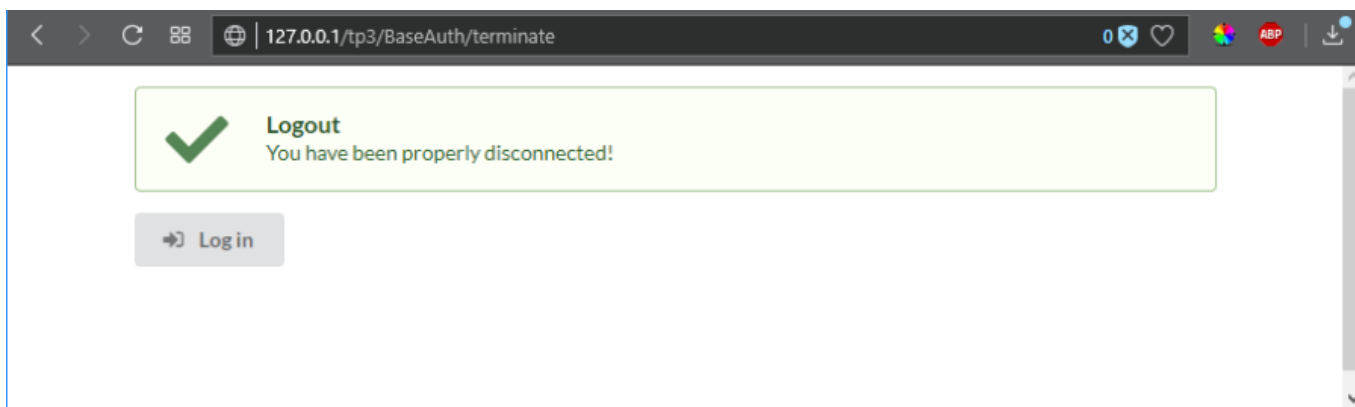 127.0.0.1/tp3/BaseAuth/terminate
0
ABP
Logout
You have been properly disconnected!
Log in